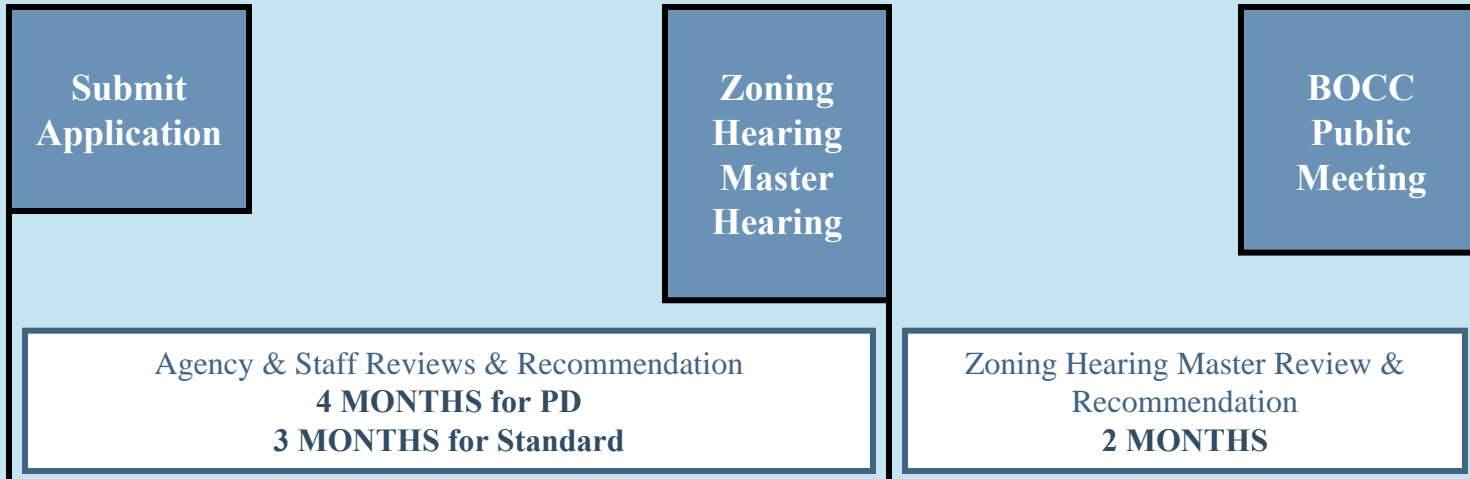 Submit
Application
Zoning
Hearing
Master
Hearing
BOCC
Public
Meeting
Agency & Staff Reviews & Recommendation
4 MONTHS for PD
3 MONTHS for Standard
Zoning Hearing Master Review &
Recommendation
2 MONTHS